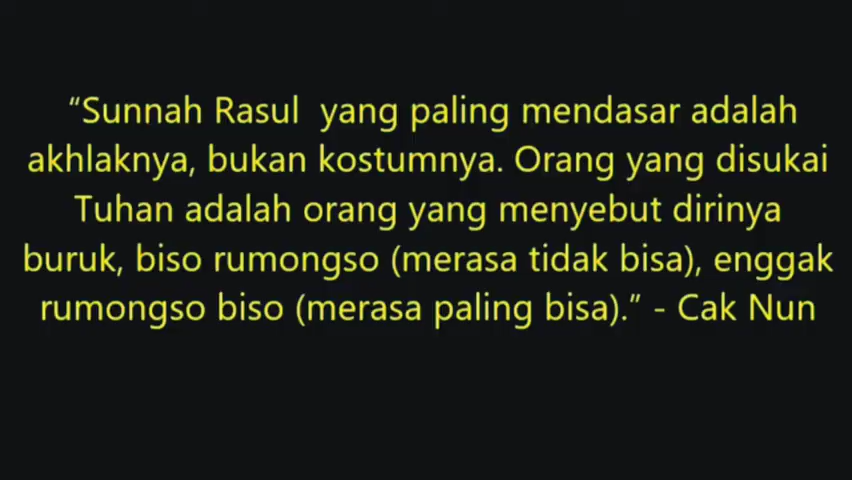 “Sunnah Rasul  yang paling mendasar adalah
akhlaknya, bukan kostumnya. Orang yang disukai
Tuhan adalah orang yang menyebut dirinya
buruk, biso rumongso (merasa tidak bisa), enggak
rumongso biso (merasa paling bisa).” - Cak Nun